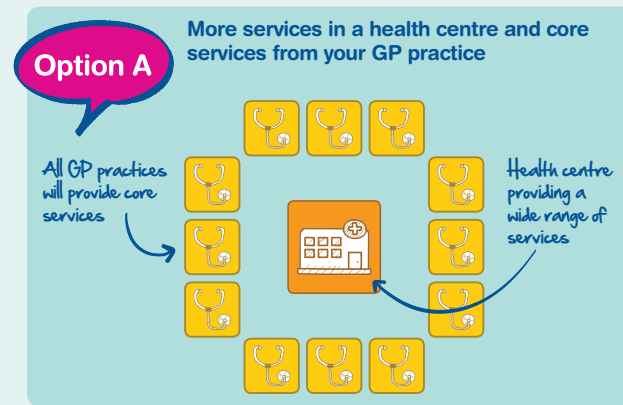 Option A
More services in a health centre and core
services from your GP practice
All GP practices
will provide core
services
Health centre
providing a
wide range of
services